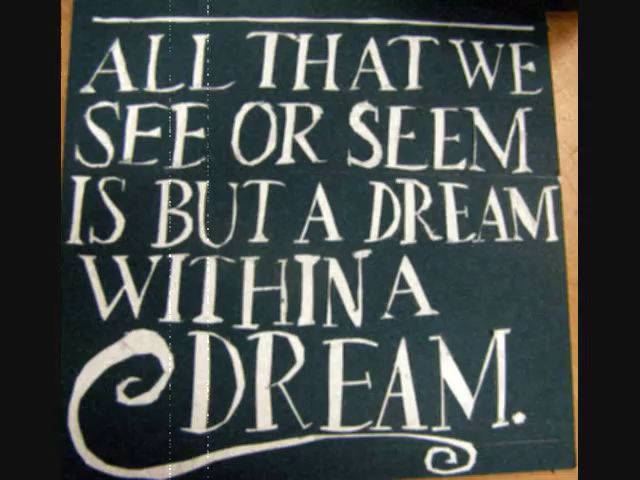 ALL THAT WE
SEE OR SEEM
IS BUT A DREAM
WITHIN A
DREAM.